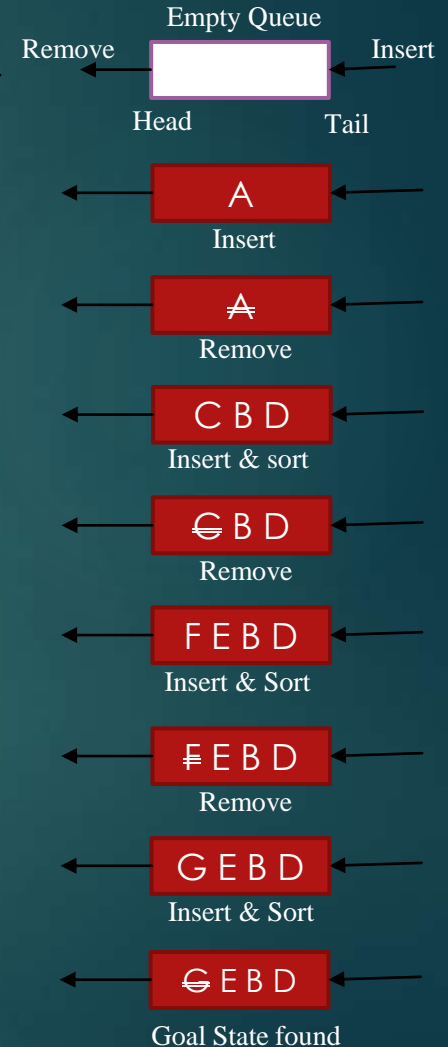 Empty Queue
Remove Insert
Head Tail
A
Insert
A
Remove
C B D
Insert & sort
C B D
Remove
F E B D
Insert & Sort
F E B D
Remove
G E B D
Insert & Sort
G E B D
Goal State found